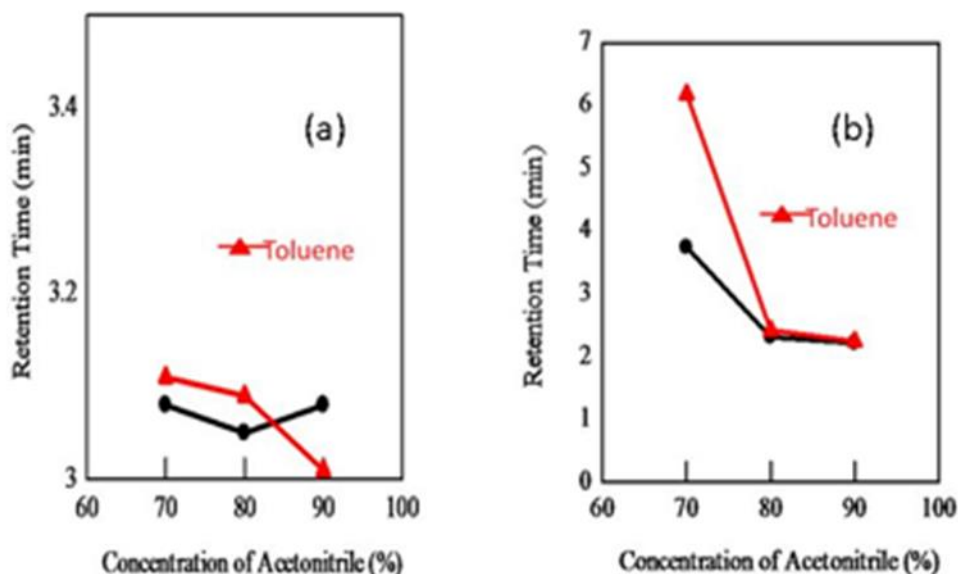 3.4
3.2
3
60
70
80
90
100
Retention Time (min)
Concentration of Acetonitrile (%)
(a)
Toluene
7
6
5
4
3
2
1
0
60
70
80
90
100
Retention Time (min)
Concentration of Acetonitrile (%)
(b)
Toluene